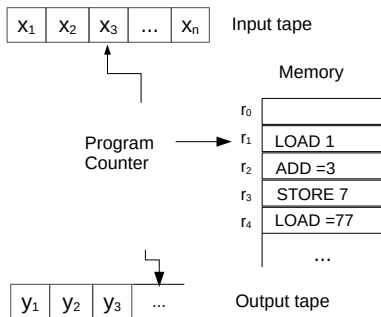 x1 x2 x3 ... xn Input tape
Memory
r0
r1 LOAD 1
Program
Counter
r2 ADD =3
r3 STORE 7
r4 LOAD =77
...
y1 y2 y3 ... Output tape